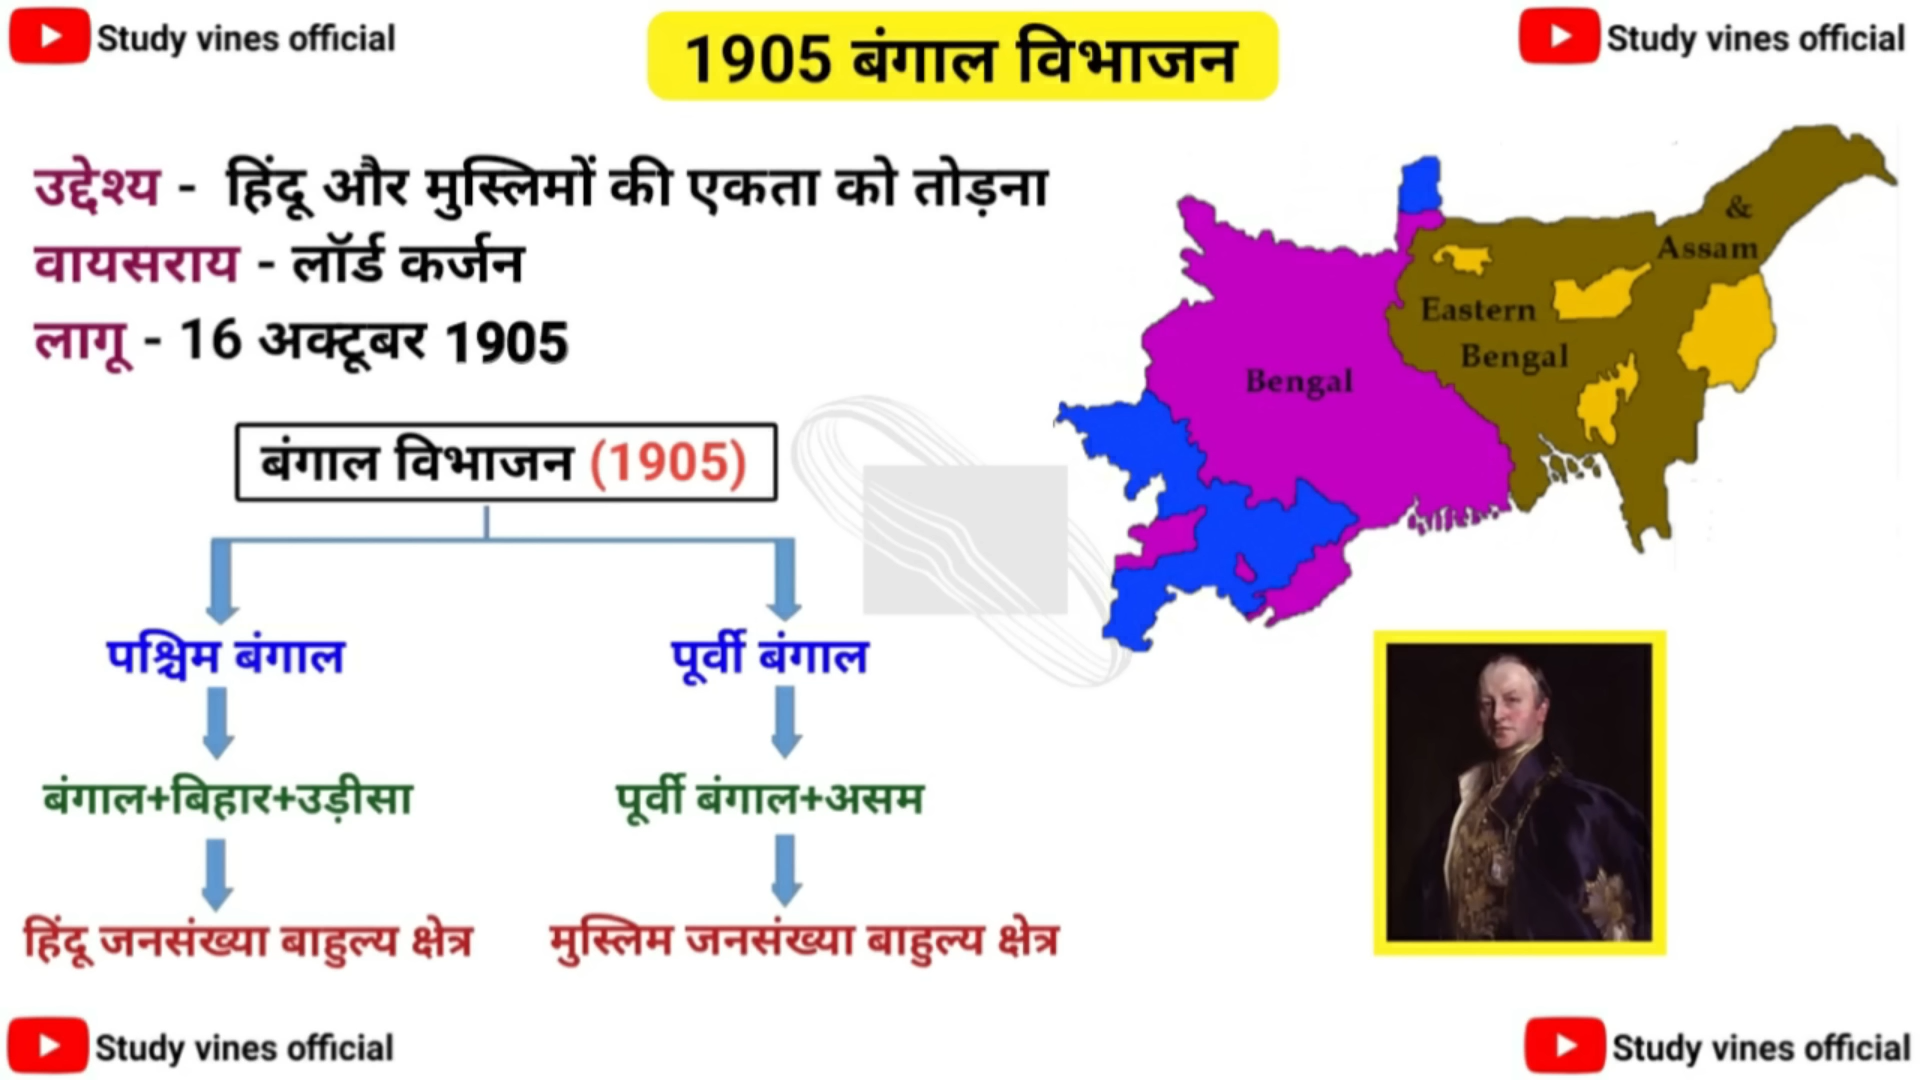 Study vines official
1905 बंगाल विभाजन
Study vines official
उद्देश्य - हिंदू और मुस्लिमों की एकता को तोड़ना
वायसराय - लॉर्ड कर्जन
लागू - 16 अक्टूबर 1905
&
Assam
Eastern
Bengal
Bengal
बंगाल विभाजन (1905)
पश्चिम बंगाल
पूर्वी बंगाल
बंगाल+बिहार+उड़ीसा
पूर्वी बंगाल+असम
हिंदू जनसंख्या बाहुल्य क्षेत्र
मुस्लिम जनसंख्या बाहुल्य क्षेत्र
Study vines official
Study vines official